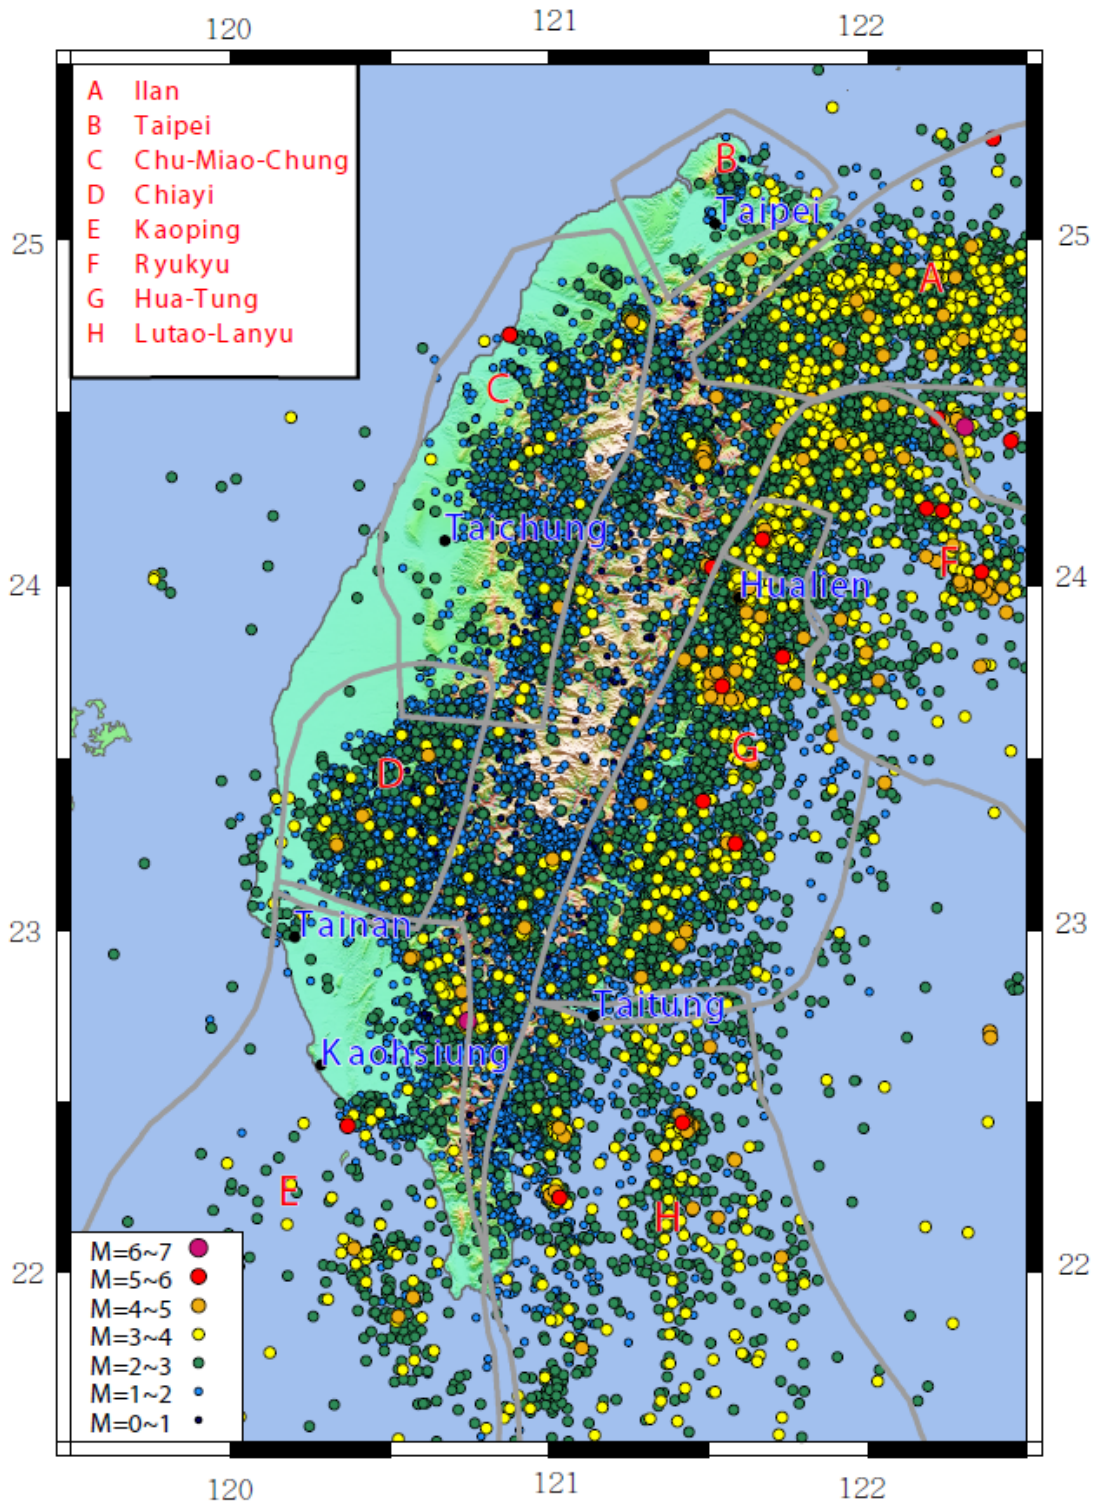 120 121 122
A Ilan
B Taipei
C Chu-Miao-Chung
D Chiayi
E Kaoping
F Ryukyu
G Hua-Tung
H Lutao-Lanyu
B
Taipei
25 25
A
C
Taichung
24 24
F
Hualien
G
D
Tainan
23 23
Taitung
Kaohsiung
E
H
M=6~7
22 22
M=5~6
M=4~5
M=3~4
M=2~3
M=1~2
M=0~1
120 121 122